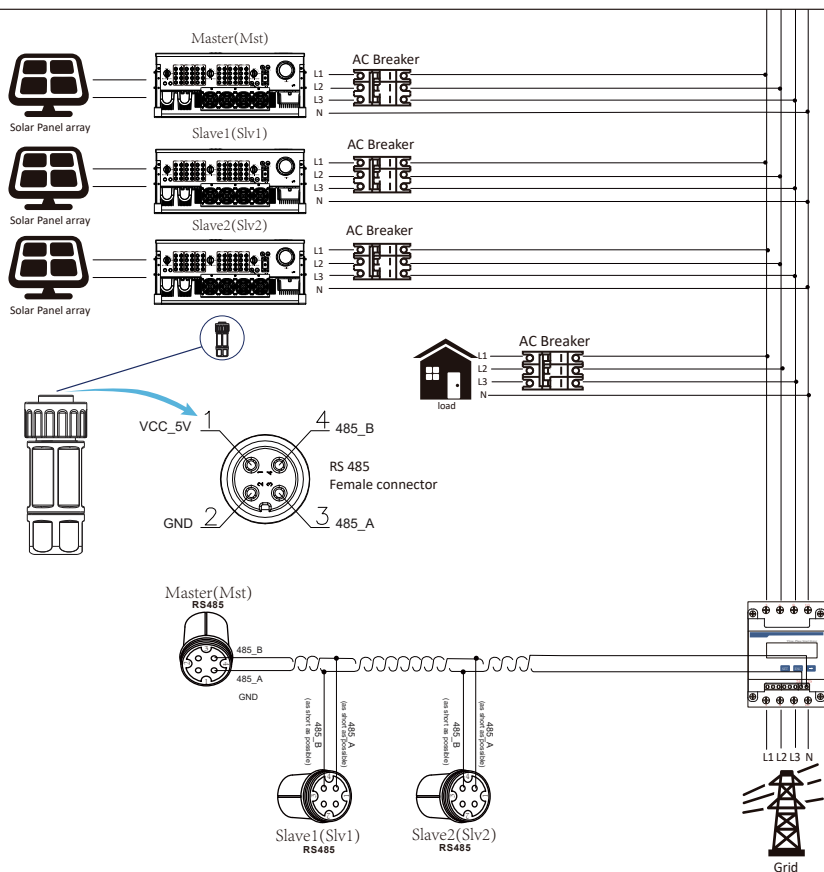 Master(Mst)
AC Breaker
L1
L2
L3
N
Solar Panel array
Slave1(Slv1)
AC Breaker
L1
L2
L3
N
Solar Panel array
Slave2(Slv2)
AC Breaker
L1
L2
L3
N
Solar Panel array
AC Breaker
L1
L2
L3
N
load
VCC_5V 1
4 485_B
RS 485
Female connector
1 4
2 3
GND 2
3 485_A
Master(Mst)
RS485
485_B
485_A
GND
485_B
(as short as possible)
485_A
(as short as possible)
485_B
(as short as possible)
485_A
(as short as possible)
Slave1(Slv1)
RS485
Slave2(Slv2)
RS485
L1 L2 L3 N
Grid